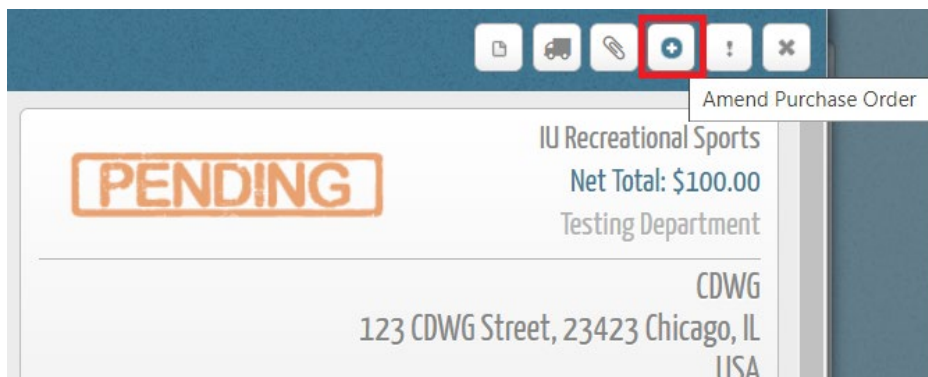 Amend Purchase Order
PENDING
IU Recreational Sports
Net Total: $100.00
Testing Department
CDWG
123 CDWG Street, 23423 Chicago, IL
USA